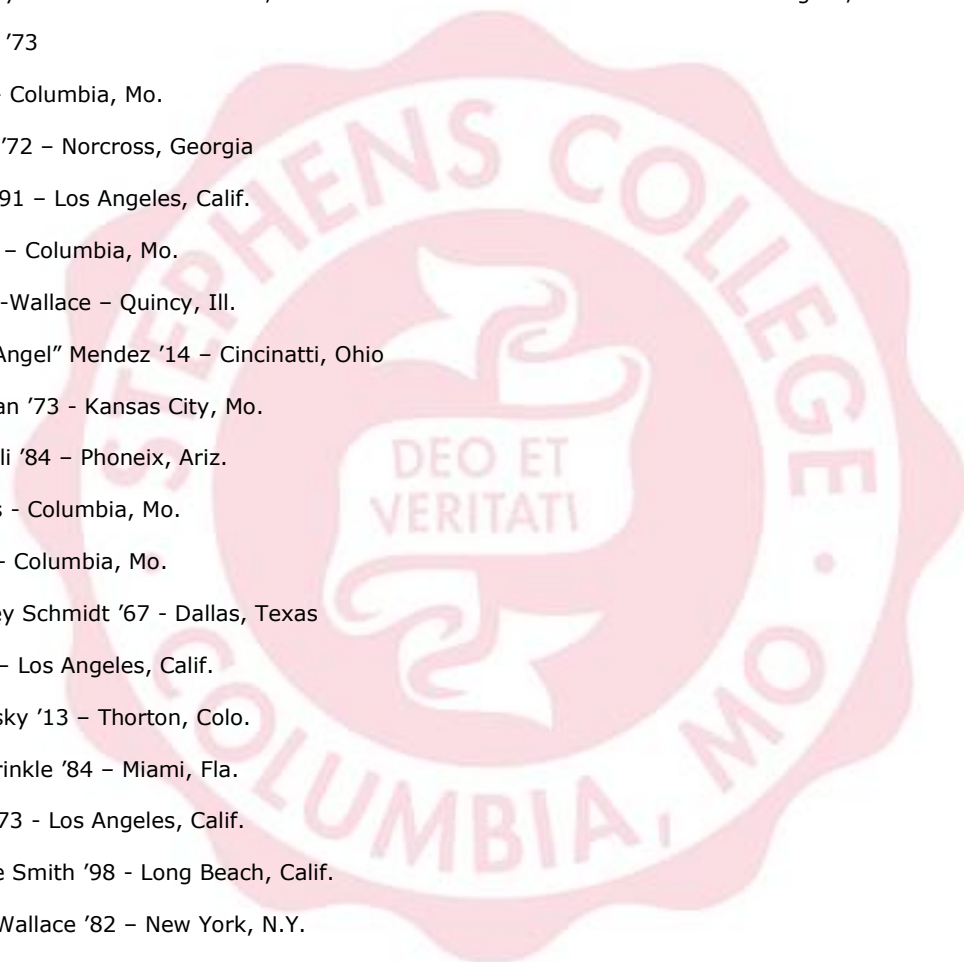 ’73
- Columbia, Mo.
’72 – Norcross, Georgia
91 – Los Angeles, Calif.
– Columbia, Mo.
-Wallace – Quincy, Ill.
Angel” Mendez ’14 – Cincinatti, Ohio
an ’73 - Kansas City, Mo.
li ’84 – Phoneix, Ariz.
s - Columbia, Mo.
- Columbia, Mo.
ey Schmidt ’67 - Dallas, Texas
– Los Angeles, Calif.
sky ’13 – Thorton, Colo.
rinkle ’84 – Miami, Fla.
73 - Los Angeles, Calif.
e Smith ’98 - Long Beach, Calif.
Wallace ’82 – New York, N.Y.
STEPHENS COLLEGE
DEO ET
VERITATI
• COLUMBIA, MO •